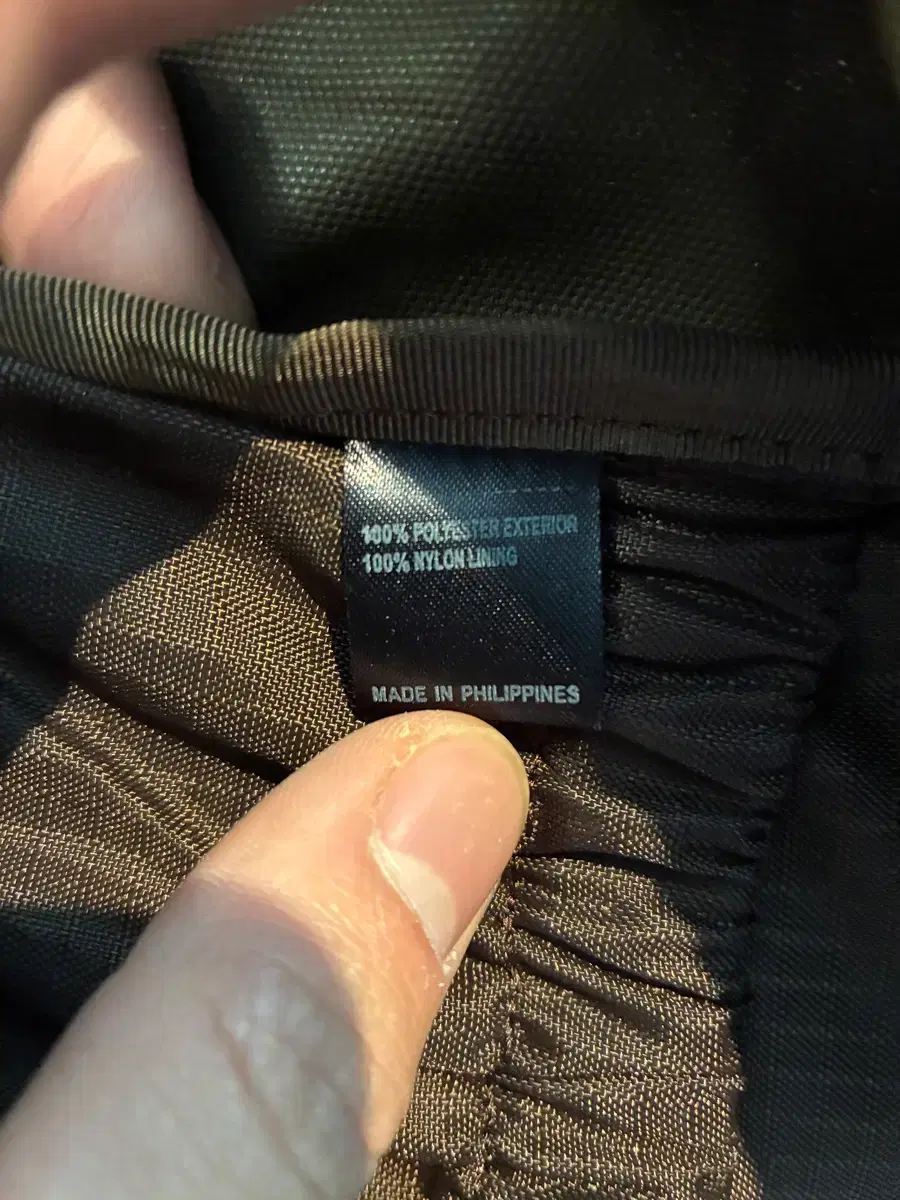 100% POLYESTER EXTERIOR
100% NYLON LINING
MADE IN PHILIPPINES